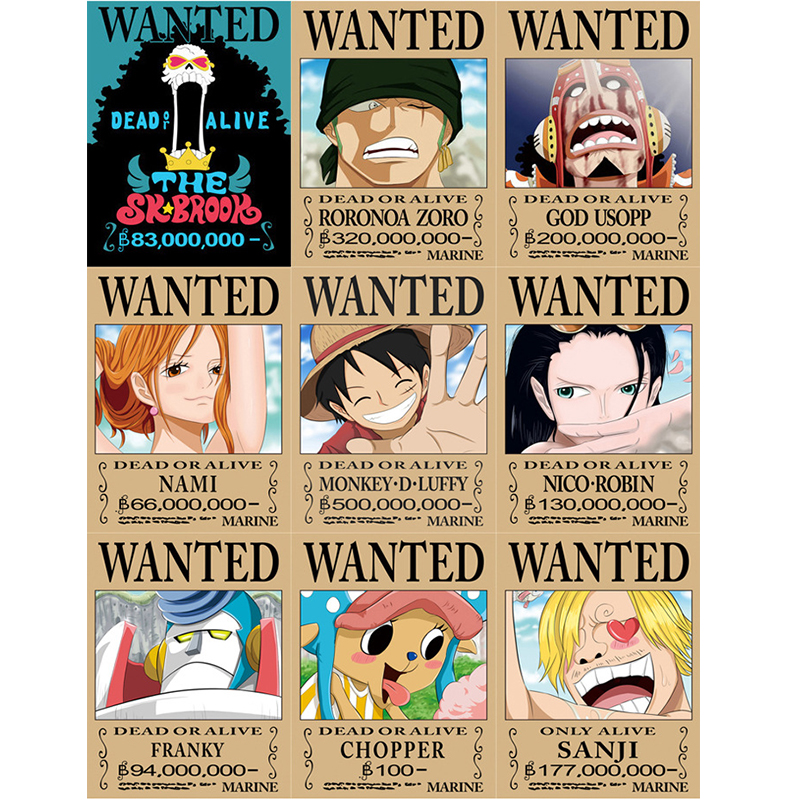 WANTED
DEAD or ALIVE
THE
SK★BROOK
฿83,000,000-
WANTED
DEAD OR ALIVE
RORONOA ZORO
฿320,000,000-
MARINE
WANTED
DEAD OR ALIVE
GOD USOPP
฿200,000,000-
MARINE
WANTED
DEAD OR ALIVE
NAMI
฿66,000,000-
MARINE
WANTED
DEAD OR ALIVE
MONKEY·D·LUFFY
฿500,000,000-
MARINE
WANTED
DEAD OR ALIVE
NICO·ROBIN
฿130,000,000-
MARINE
WANTED
DEAD OR ALIVE
FRANKY
฿94,000,000-
MARINE
WANTED
DEAD OR ALIVE
CHOPPER
฿100-
MARINE
WANTED
ONLY ALIVE
SANJI
฿177,000,000-
MARINE